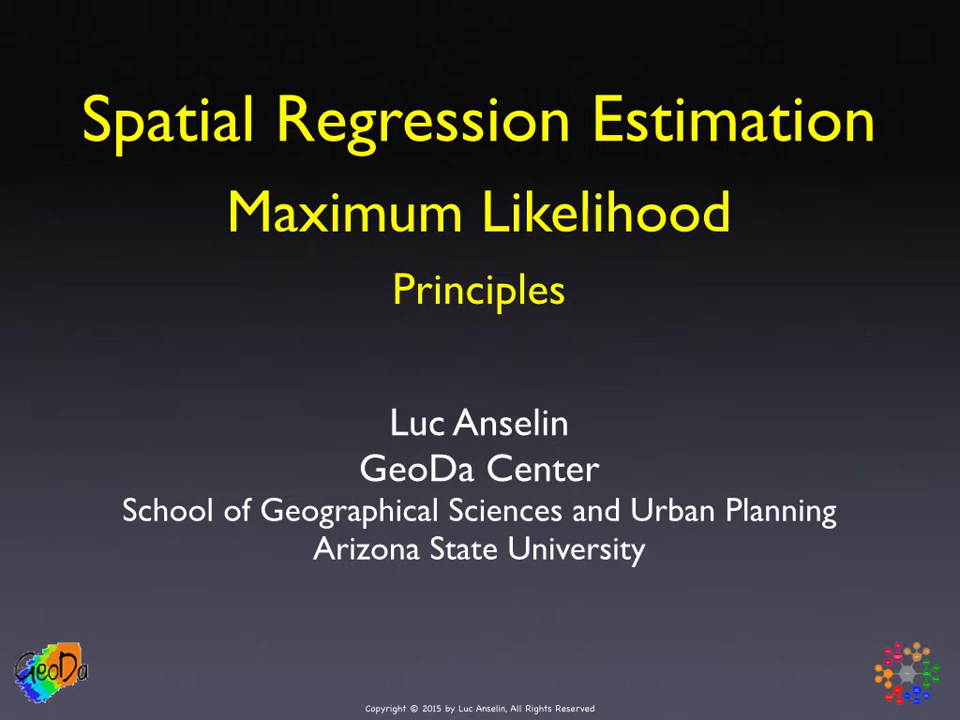 Spatial Regression Estimation
Maximum Likelihood
Principles
Luc Anselin
GeoDa Center
School of Geographical Sciences and Urban Planning
Arizona State University
GeoDa
Copyright © 2015 by Luc Anselin, All Rights Reserved